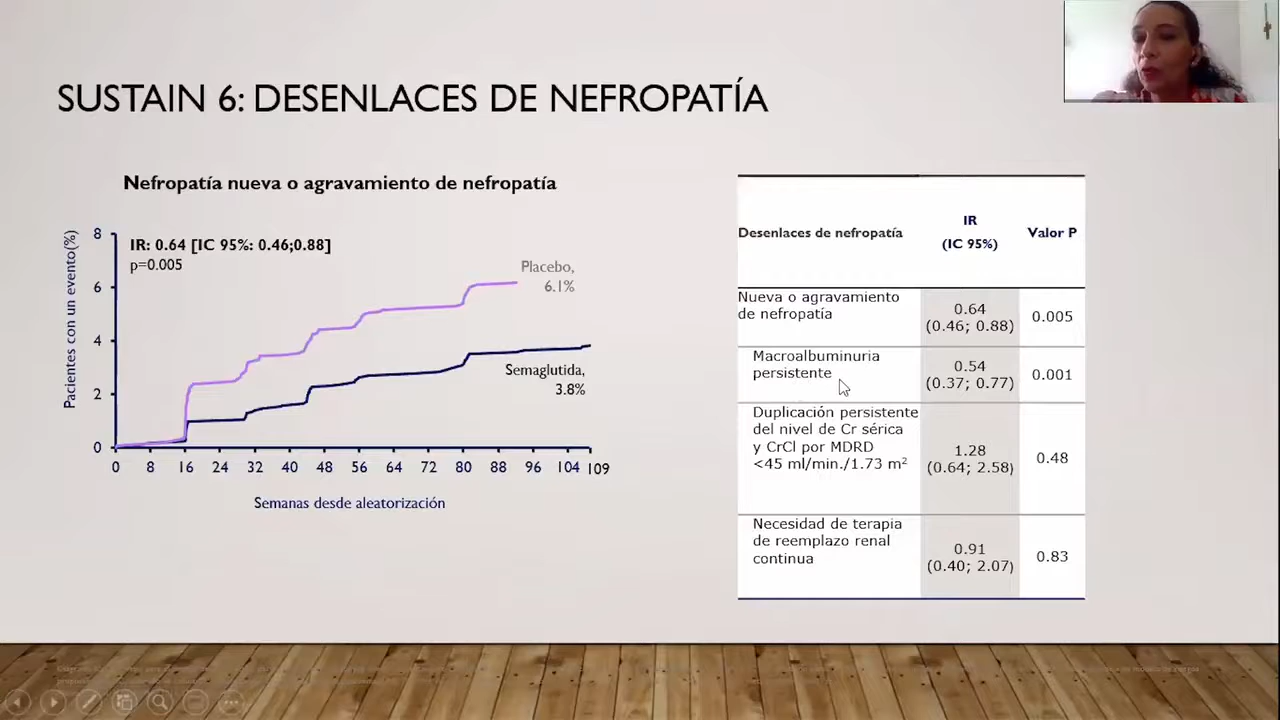 SUSTAIN 6: DESENLACES DE NEFROPATÍA
Nefropatía nueva o agravamiento de nefropatía
Pacientes con un evento(%)
8
6
4
2
0
IR: 0.64 [IC 95%: 0.46;0.88]
p=0.005
Placebo,
6.1%
Semaglutida,
3.8%
0 8 16 24 32 40 48 56 64 72 80 88 96 104 109
Semanas desde aleatorización
Desenlaces de nefropatía
IR
(IC 95%)
Valor P
Nueva o agravamiento
de nefropatía
0.64
(0.46; 0.88)
0.005
Macroalbuminuria
persistente
0.54
(0.37; 0.77)
0.001
Duplicación persistente
del nivel de Cr sérica
y CrCl por MDRD
<45 ml/min./1.73 m²
1.28
(0.64; 2.58)
0.48
Necesidad de terapia
de reemplazo renal
continua
0.91
(0.40; 2.07)
0.83